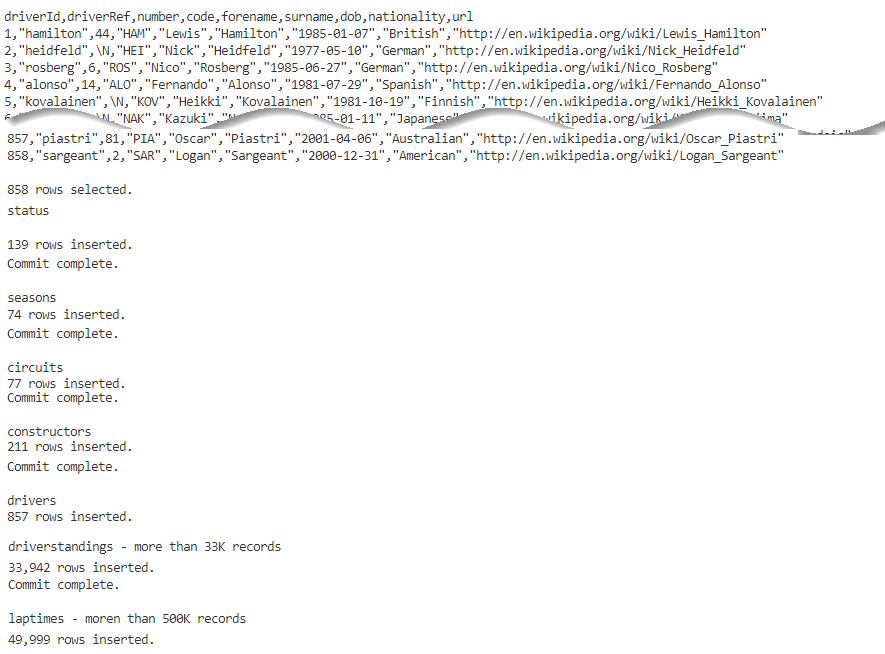 driverId,driverRef,number,code,forename,surname,dob,nationality,url
1,"hamilton",44,"HAM","Lewis","Hamilton","1985-01-07","British","http://en.wikipedia.org/wiki/Lewis_Hamilton"
2,"heidfeld",\N,"HEI","Nick","Heidfeld","1977-05-10","German","http://en.wikipedia.org/wiki/Nick_Heidfeld"
3,"rosberg",6,"ROS","Nico","Rosberg","1985-06-27","German","http://en.wikipedia.org/wiki/Nico_Rosberg"
4,"alonso",14,"ALO","Fernando","Alonso","1981-07-29","Spanish","http://en.wikipedia.org/wiki/Fernando_Alonso"
5,"kovalainen",\N,"KOV","Heikki","Kovalainen","1981-10-19","Finnish","http://en.wikipedia.org/wiki/Heikki_Kovalainen"
"NAK","Kazuki" 01-11","Japanese" wikipedia.org/wiki/
857,"piastri",81,"PIA","Oscar","Piastri","2001-04-06","Australian","http://en.wikipedia.org/wiki/Oscar_Piastri"
858,"sargeant",2,"SAR","Logan","Sargeant","2000-12-31","American","http://en.wikipedia.org/wiki/Logan_Sargeant"
858 rows selected.
status
139 rows inserted.
Commit complete.
seasons
74 rows inserted.
Commit complete.
circuits
77 rows inserted.
Commit complete.
constructors
211 rows inserted.
Commit complete.
drivers
857 rows inserted.
driverstandings - more than 33K records
33,942 rows inserted.
Commit complete.
laptimes - moren than 500K records
49,999 rows inserted.